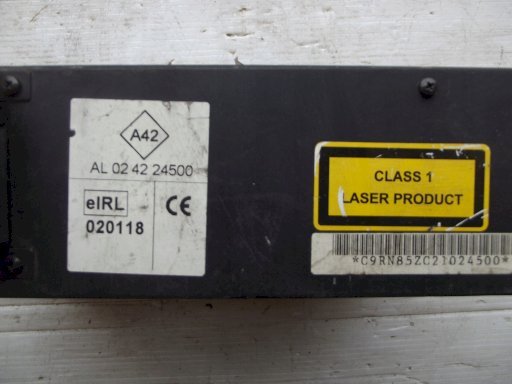 A42
AL 02 42 24500
eIRL
CE
020118
CLASS 1
LASER PRODUCT
*C9RN85ZC21024500*